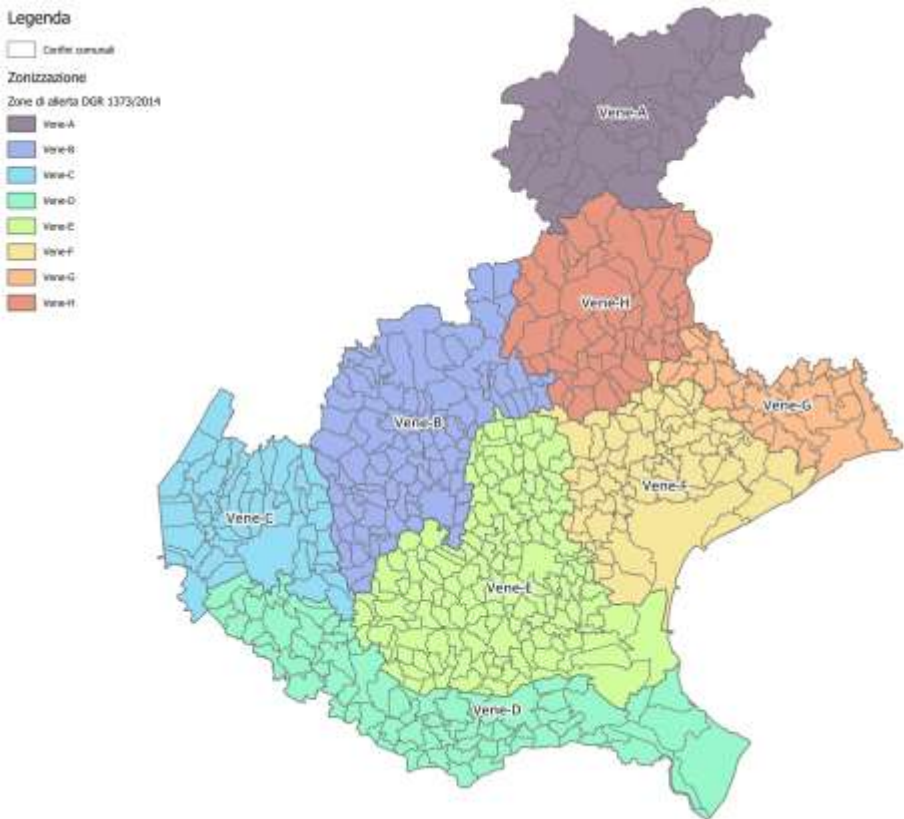 Legenda
Confini comunali
Zonizzazione
Zone di allerta DGR 1373/2014
Vene-A
Vene-B
Vene-C
Vene-D
Vene-E
Vene-F
Vene-G
Vene-H
Vene-A
Vene-H
Vene-G
Vene-B
Vene-F
Vene-C
Vene-E
Vene-D